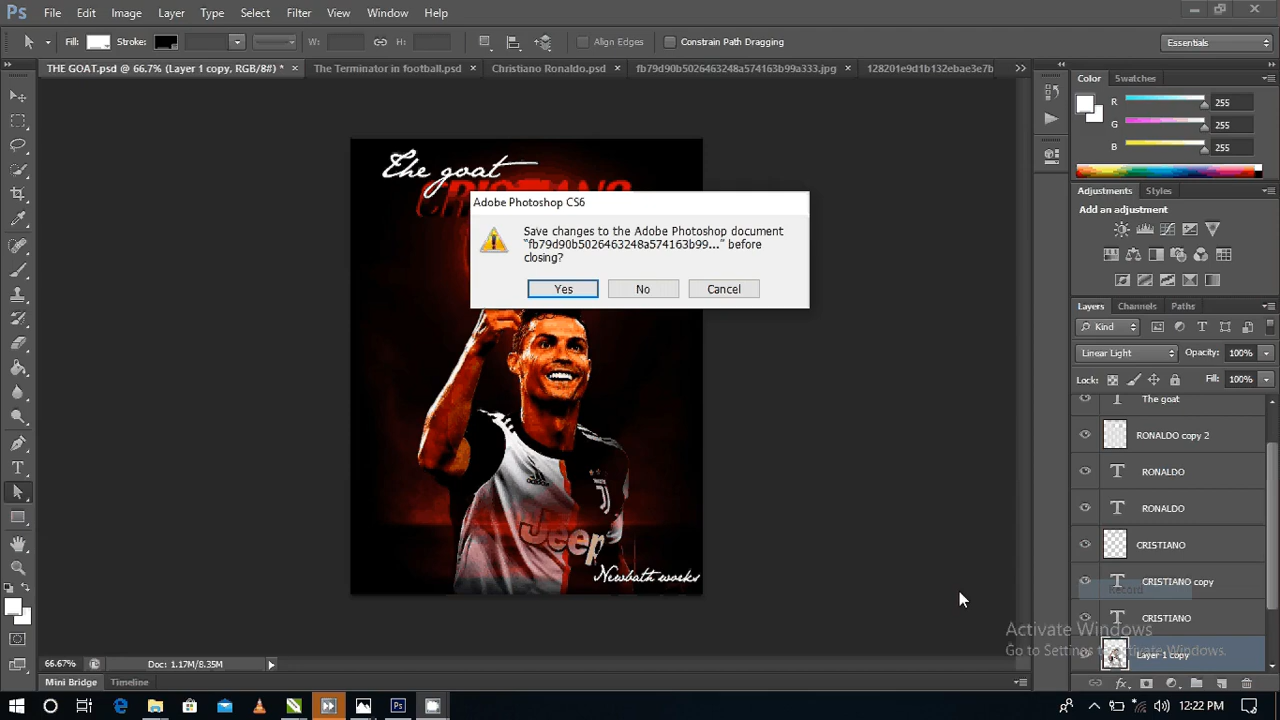 Ps File Edit Image Layer Type Select Filter View Window Help
Fill: Stroke: W: H: Align Edges Constrain Path Dragging Essentials
THE GOAT.psd @ 66.7% (Layer 1 copy, RGB/8#) * × The Terminator in football.psd × Christiano Ronaldo.psd × fb79d90b5026463248a574163b99a333.jpg × 128201e9d1b132ebae3e7b
Color Swatches
R 255
G 255
B 255
Adjustments Styles
Add an adjustment
The goat
CRISTIANO
Adobe Photoshop CS6
Save changes to the Adobe Photoshop document
"fb79d90b5026463248a574163b99..." before
closing?
Yes No Cancel
Jeep
Newbath works
Layers Channels Paths
Kind
Linear Light Opacity: 100%
Lock: Fill: 100%
The goat
RONALDO copy 2
RONALDO
RONALDO
CRISTIANO
CRISTIANO copy
Record
CRISTIANO
Layer 1 copy
Activate Windows
Go to Settings to activate Windows.
66.67% Doc: 1.17M/8.35M
Mini Bridge Timeline
Ps 12:22 PM